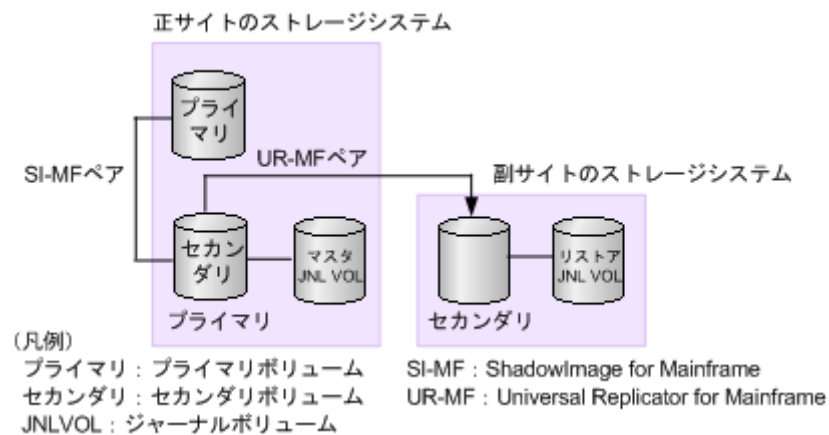 正サイトのストレージシステム
プライ
マリ
SI-MFペア
UR-MFペア
副サイトのストレージシステム
セカン
ダリ
マスタ
JNL VOL
リストア
JNL VOL
プライマリ
セカンダリ
(凡例)
プライマリ:プライマリボリューム
SI-MF:ShadowImage for Mainframe
セカンダリ:セカンダリボリューム
UR-MF:Universal Replicator for Mainframe
JNLVOL:ジャーナルボリューム